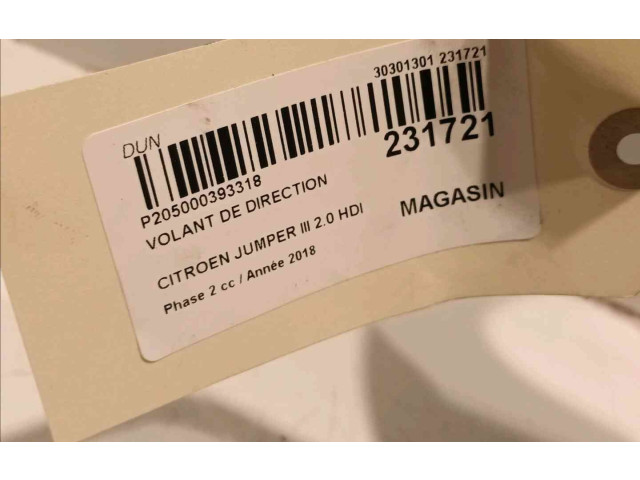 30301301 231721
DUN
231721
P205000393318
VOLANT DE DIRECTION
MAGASIN
CITROEN JUMPER III 2.0 HDI
Phase 2 cc / Année 2018